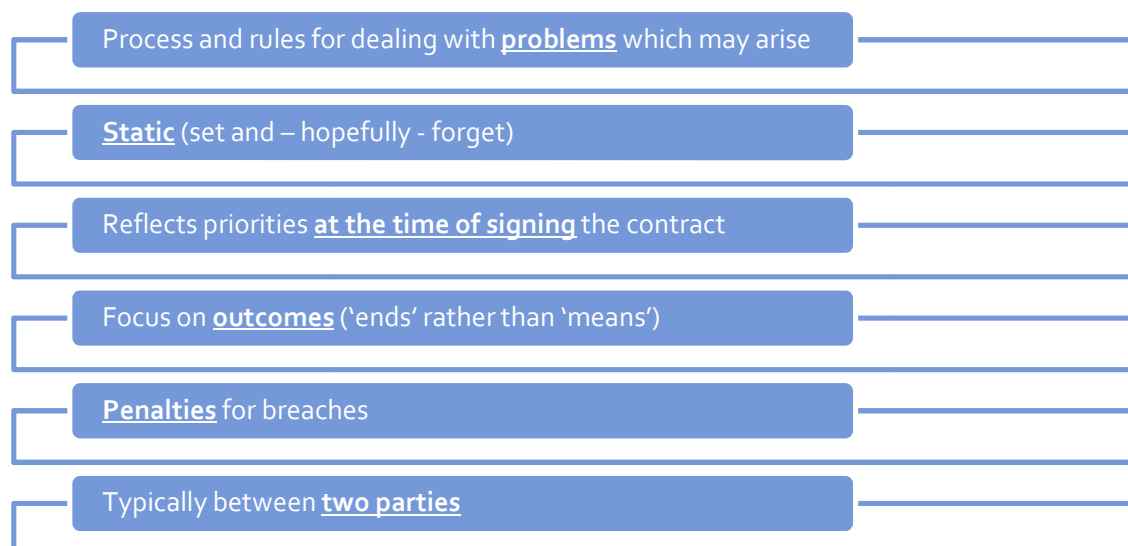 Process and rules for dealing with problems which may arise
Static (set and – hopefully - forget)
Reflects priorities at the time of signing the contract
Focus on outcomes (‘ends’ rather than ‘means’)
Penalties for breaches
Typically between two parties